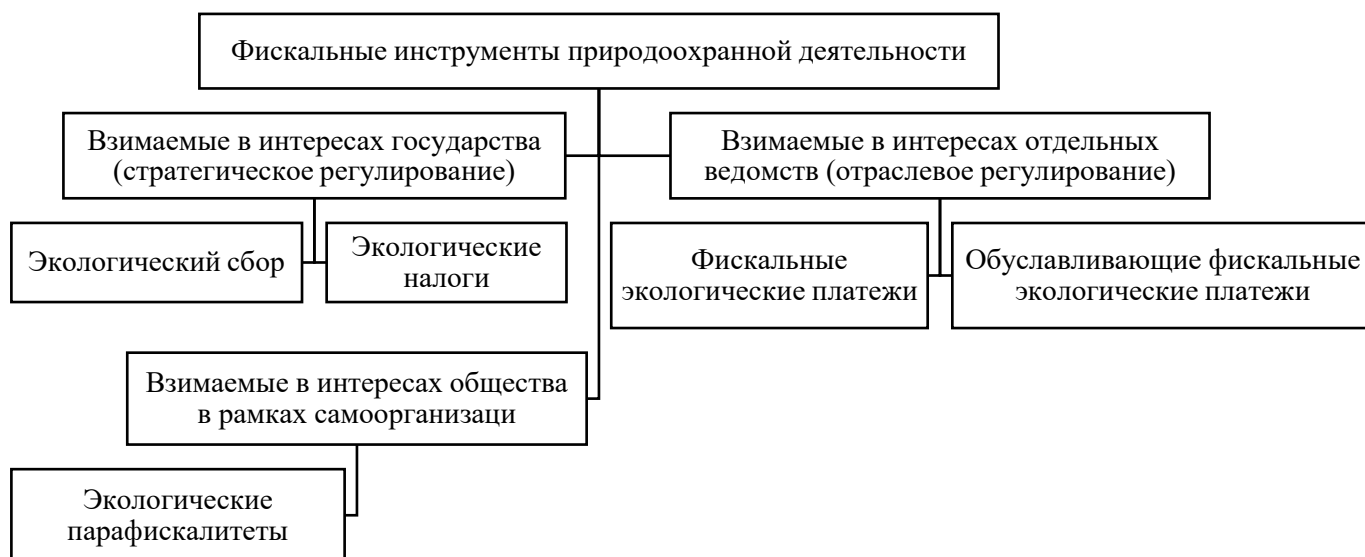 Фискальные инструменты природоохранной деятельности
Взимаемые в интересах государства
(стратегическое регулирование)
Взимаемые в интересах отдельных
ведомств (отраслевое регулирование)
Экологический сбор
Экологические
налоги
Фискальные
экологические платежи
Обуславливающие фискальные
экологические платежи
Взимаемые в интересах общества
в рамках самоорганизаци
Экологические
парафискалитеты